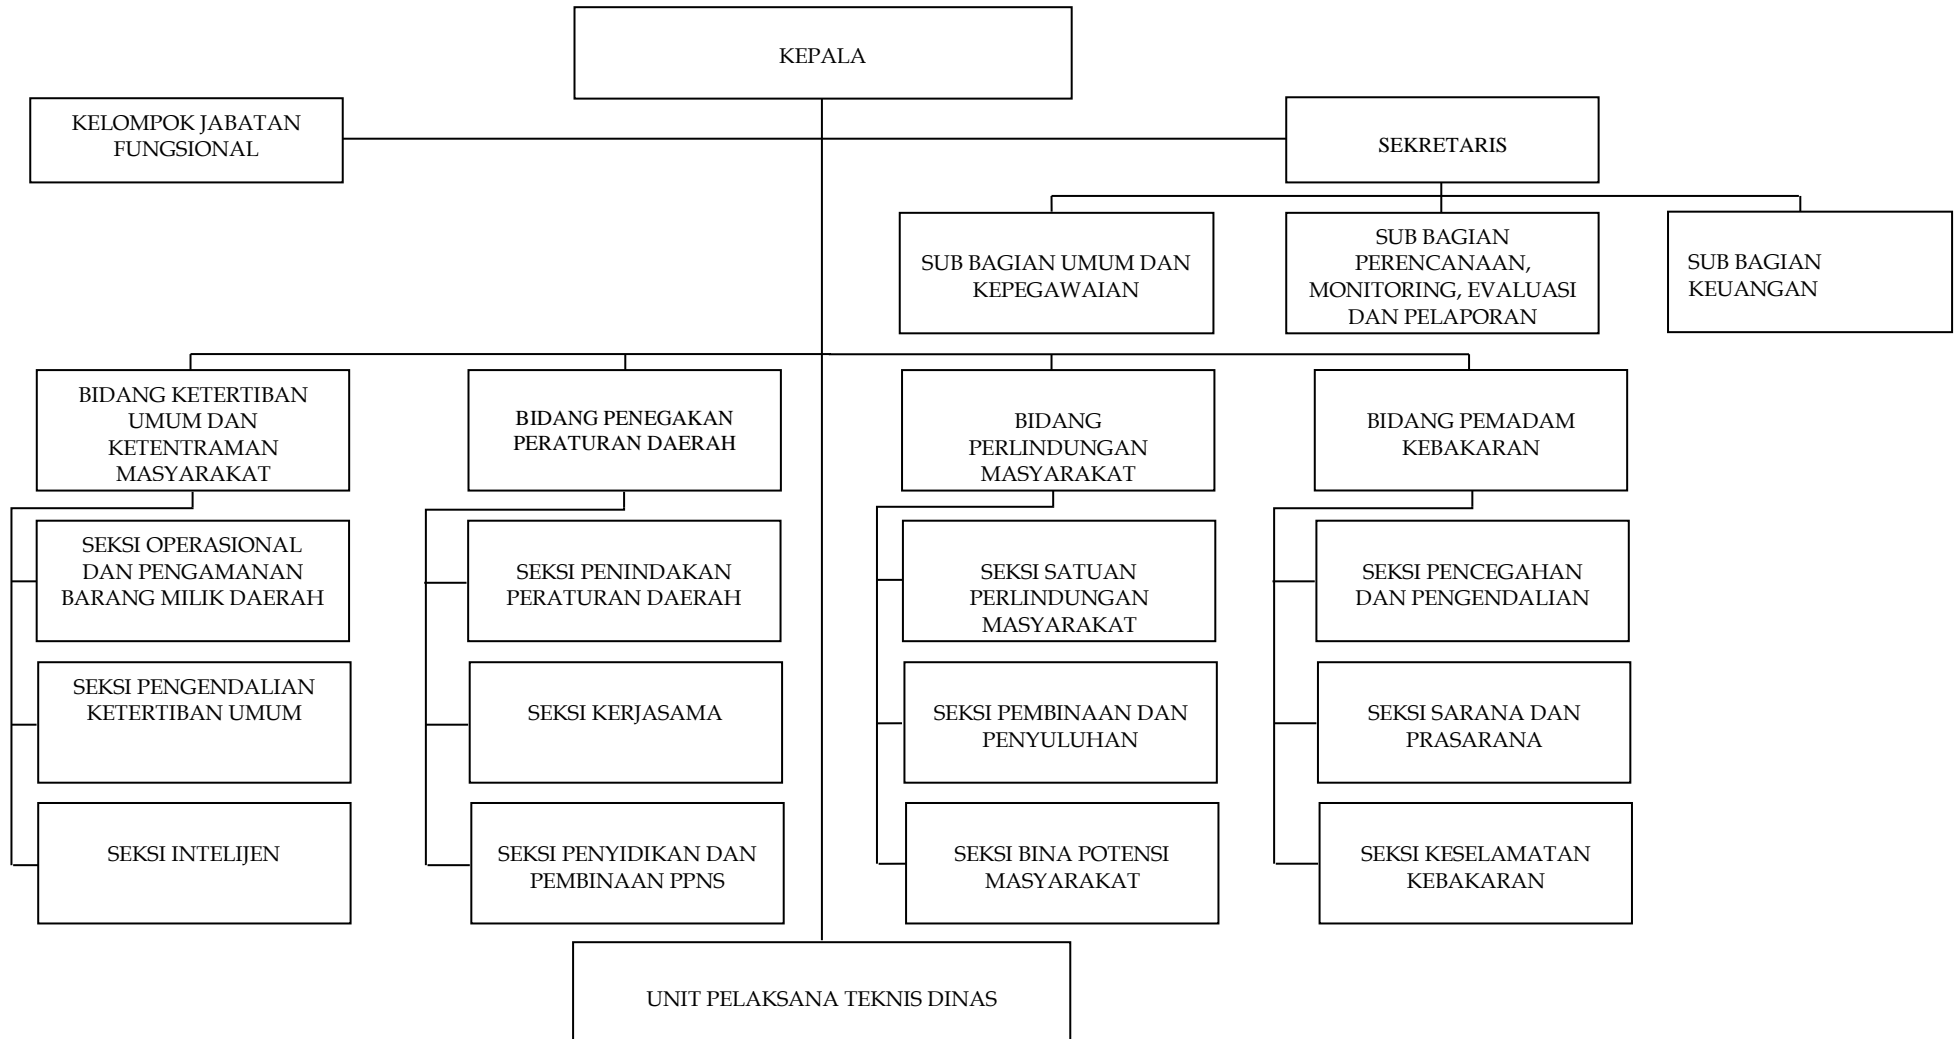 KEPALA
KELOMPOK JABATAN
FUNGSIONAL
SEKRETARIS
SUB BAGIAN UMUM DAN
KEPEGAWAIAN
SUB BAGIAN
PERENCANAAN,
MONITORING, EVALUASI
DAN PELAPORAN
SUB BAGIAN
KEUANGAN
BIDANG KETERTIBAN
UMUM DAN
KETENTRAMAN
MASYARAKAT
BIDANG PENEGAKAN
PERATURAN DAERAH
BIDANG
PERLINDUNGAN
MASYARAKAT
BIDANG PEMADAM
KEBAKARAN
SEKSI OPERASIONAL
DAN PENGAMANAN
BARANG MILIK DAERAH
SEKSI PENINDAKAN
PERATURAN DAERAH
SEKSI SATUAN
PERLINDUNGAN
MASYARAKAT
SEKSI PENCEGAHAN
DAN PENGENDALIAN
SEKSI PENGENDALIAN
KETERTIBAN UMUM
SEKSI KERJASAMA
SEKSI PEMBINAAN DAN
PENYULUHAN
SEKSI SARANA DAN
PRASARANA
SEKSI INTELIJEN
SEKSI PENYIDIKAN DAN
PEMBINAAN PPNS
SEKSI BINA POTENSI
MASYARAKAT
SEKSI KESELAMATAN
KEBAKARAN
UNIT PELAKSANA TEKNIS DINAS